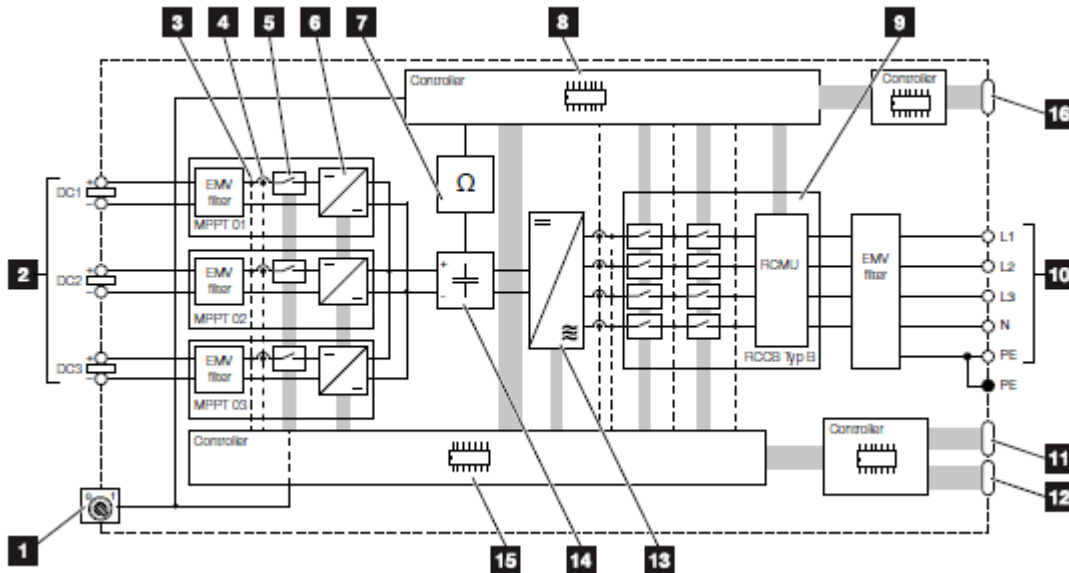 3 4 5 6 7 8 9
Controller
Controller
16
DC1 + −
EMV filter
MPPT 01
Ω
2
DC2 + −
EMV filter
MPPT 02
+ −
RCMU
EMV filter
L1
L2
L3
N
PE
PE
10
DC3 + −
EMV filter
MPPT 03
RCCB Typ B
Controller
Controller
11
12
0 1
1
15 14 13